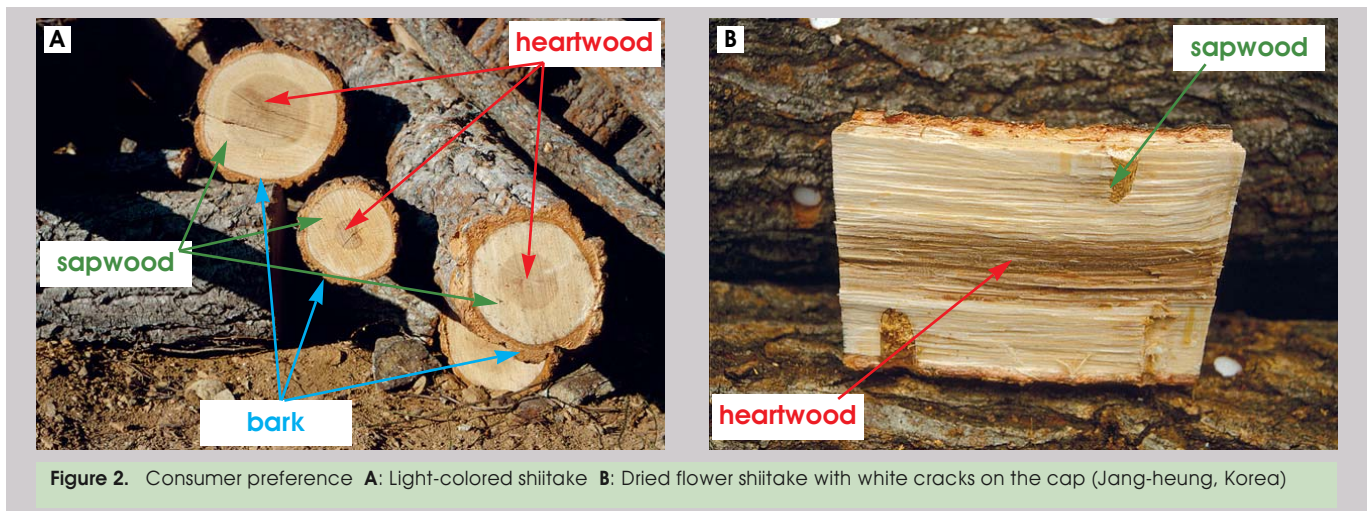 A
heartwood
sapwood
bark
B
sapwood
heartwood
Figure 2. Consumer preference A: Light-colored shiitake B: Dried flower shiitake with white cracks on the cap (Jang-heung, Korea)